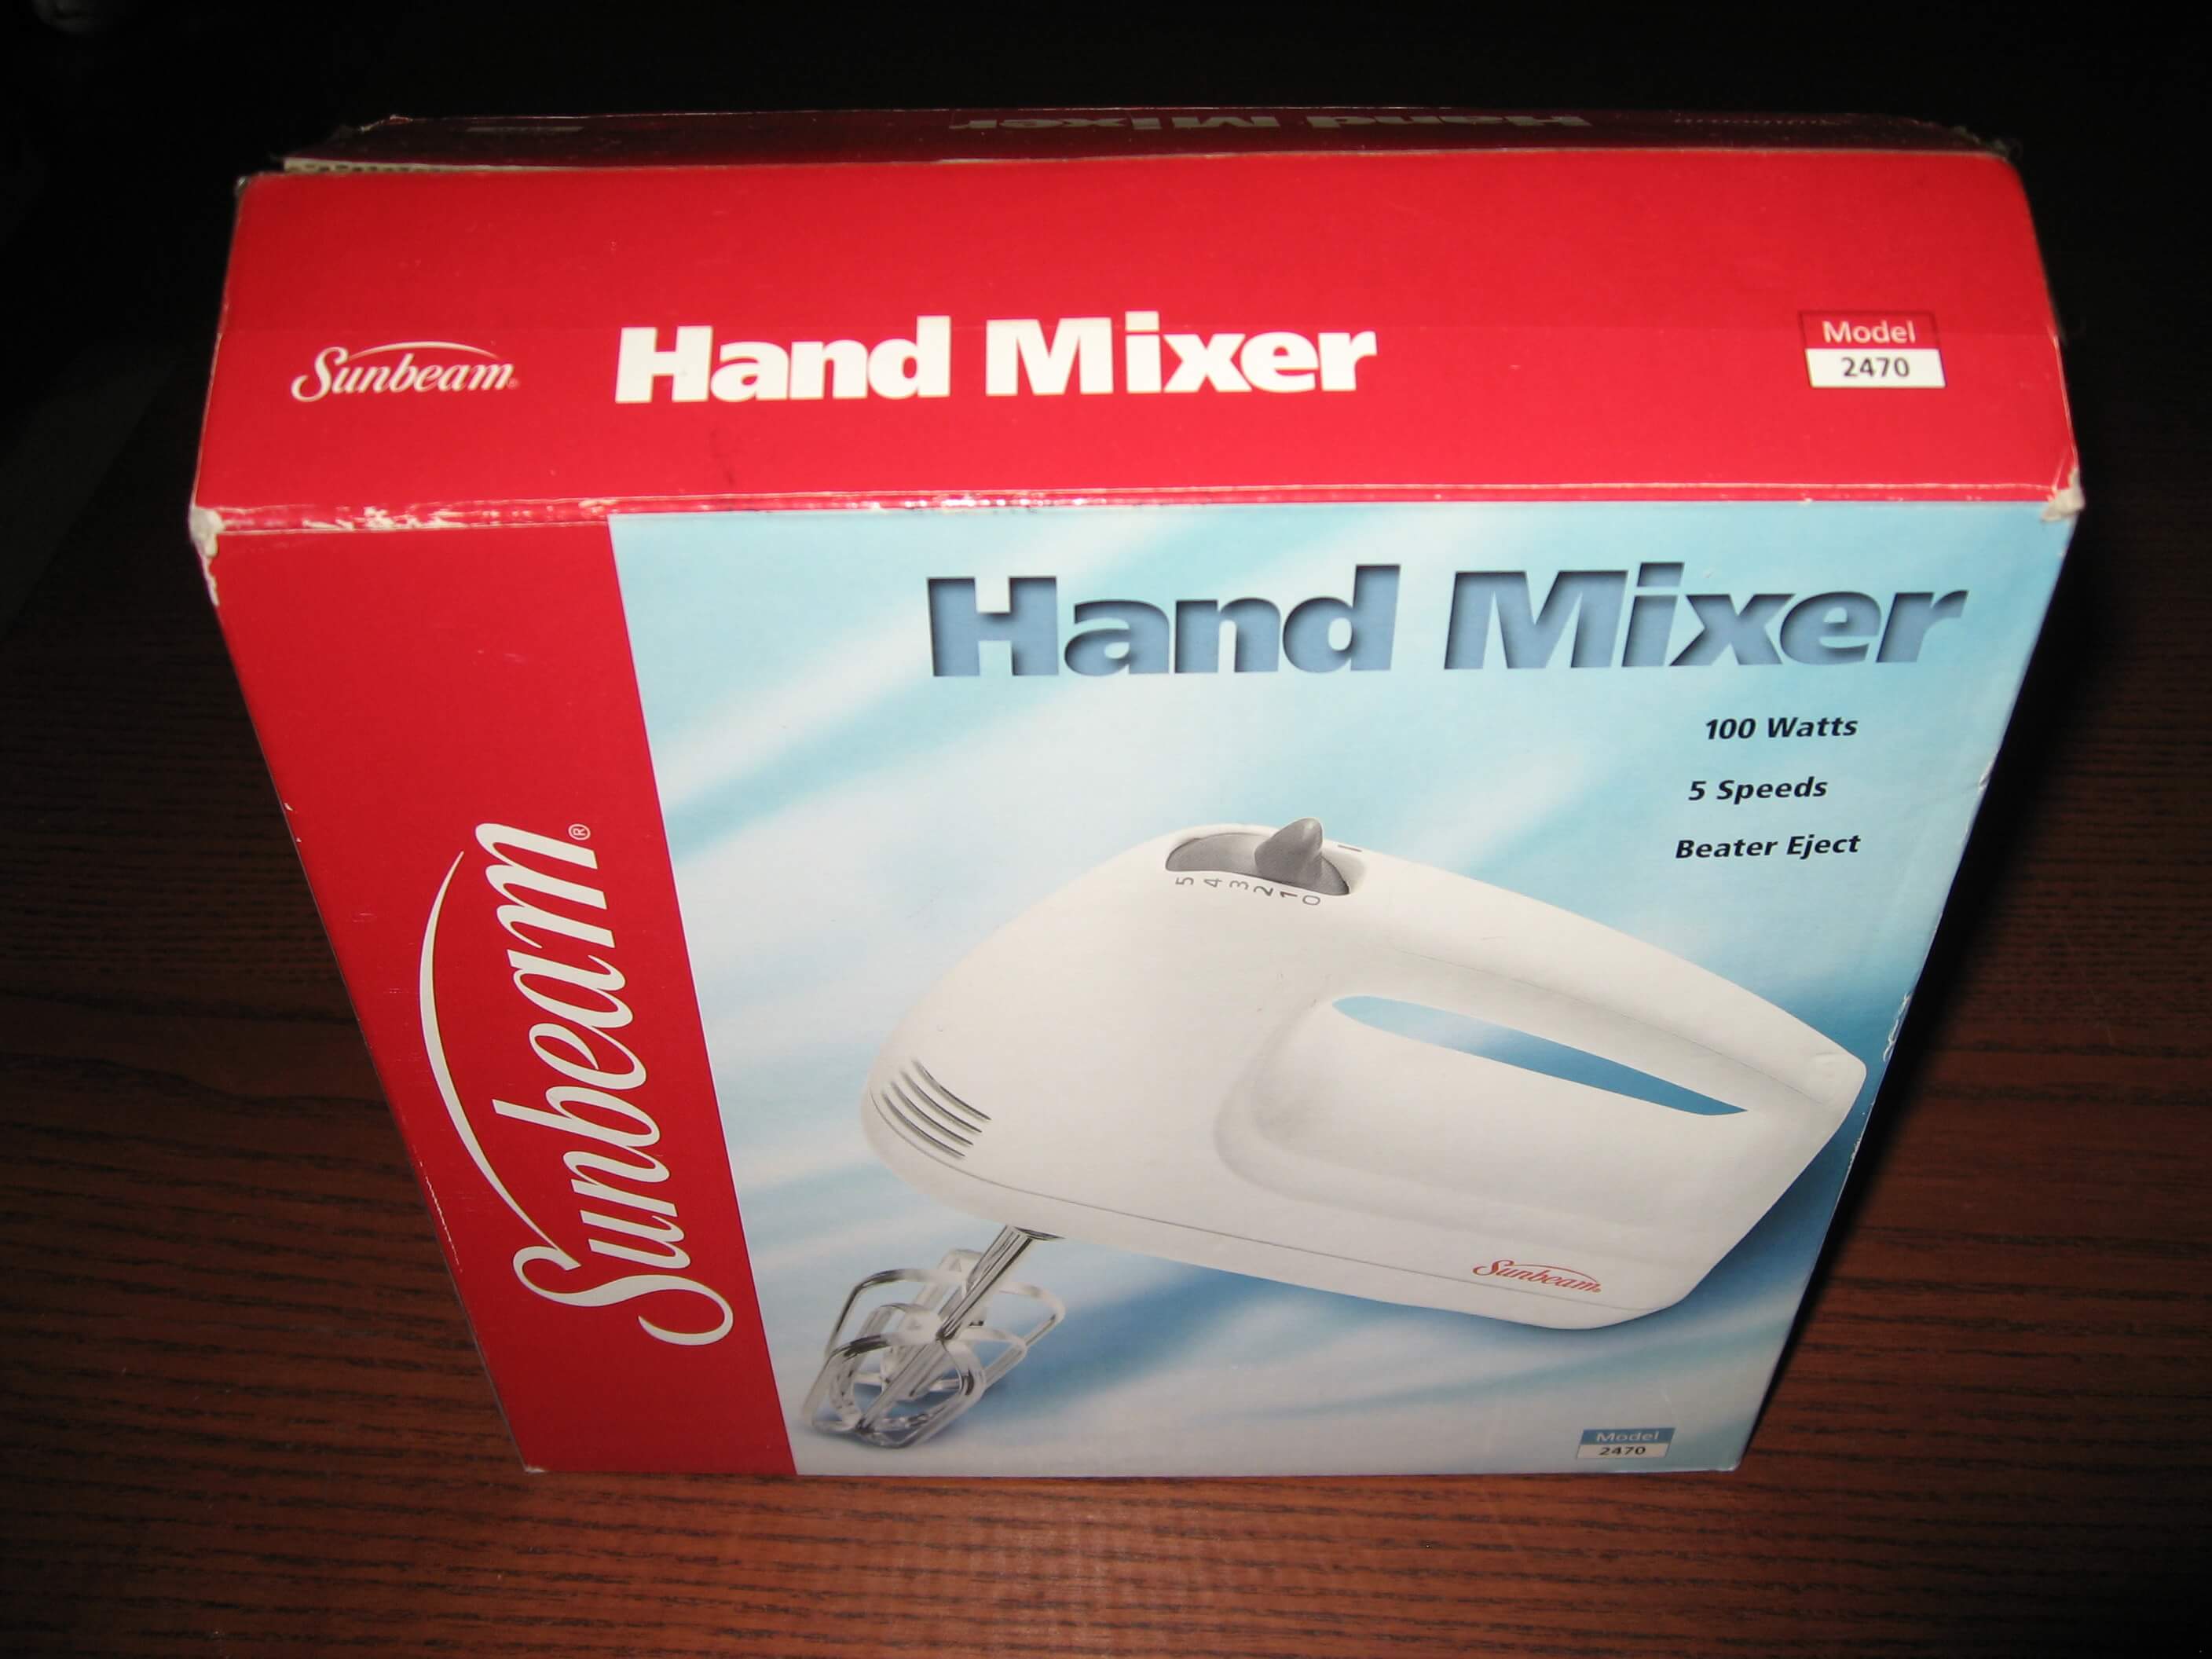 Hand Mixer
Sunbeam
Hand Mixer
Model
2470
Hand Mixer
100 Watts
5 Speeds
Beater Eject
5 4 3 2 1 0
Sunbeam®
Sunbeam
Model
2470